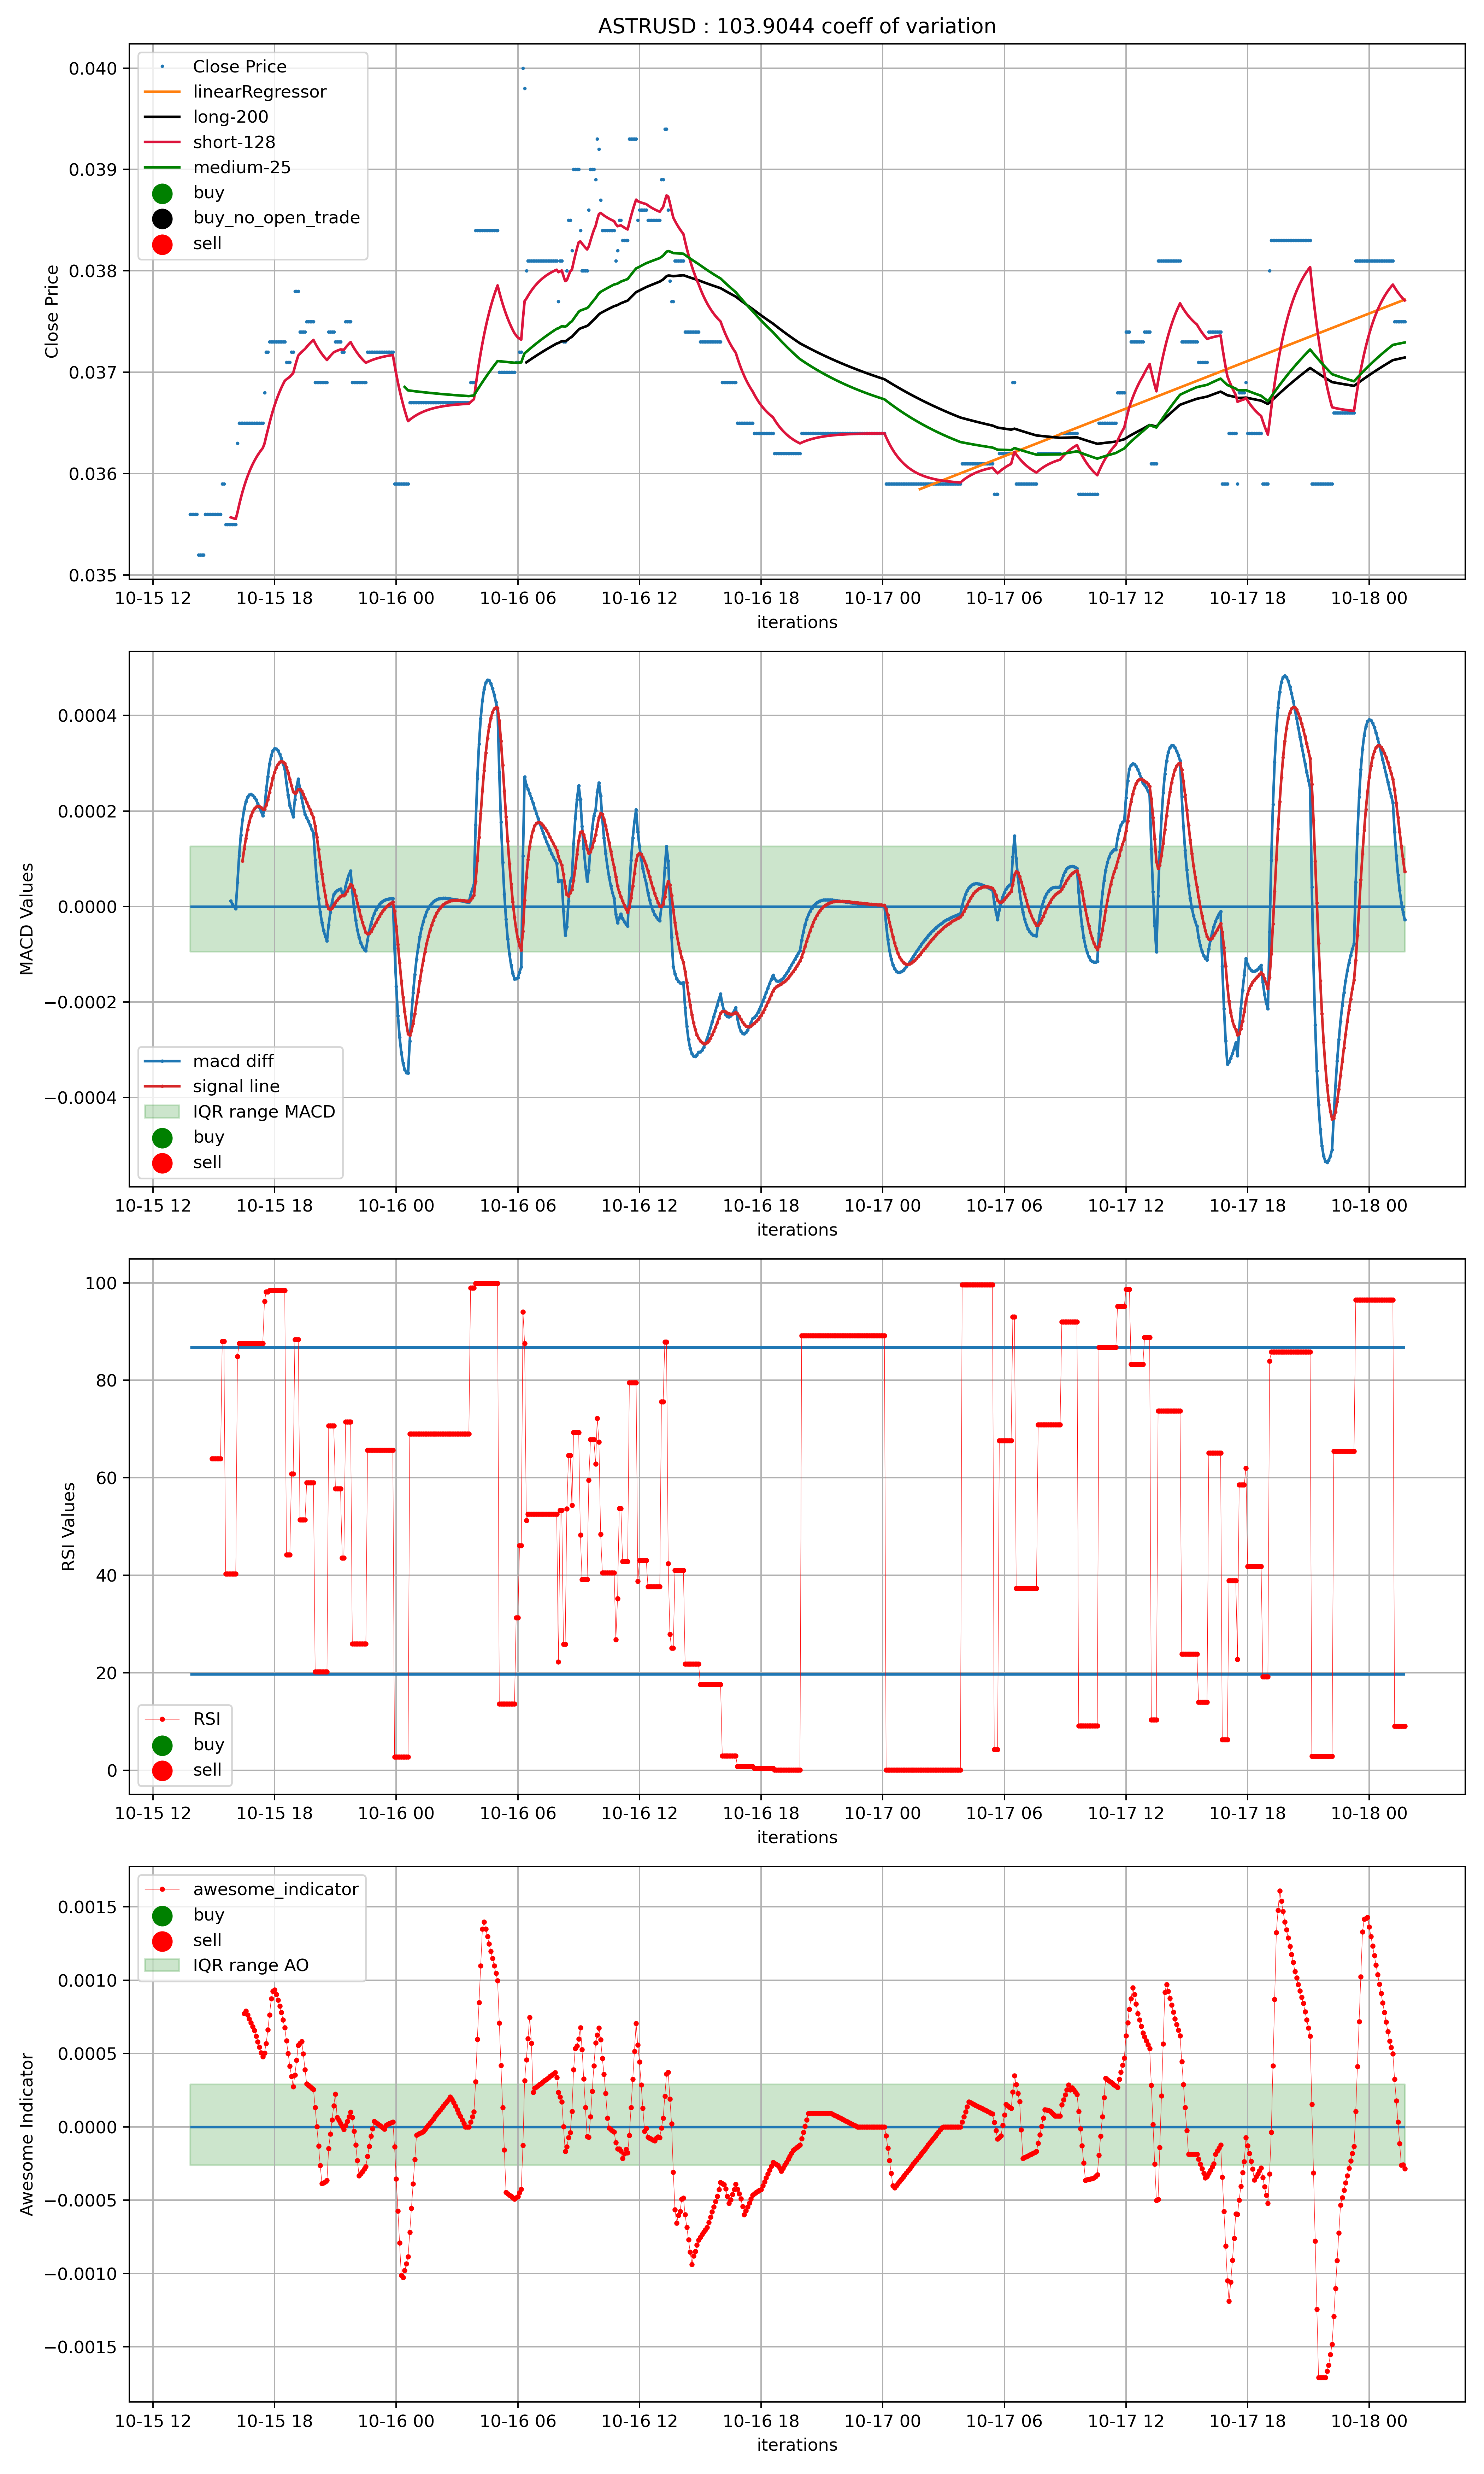 ASTRUSD : 103.9044 coeff of variation
Close Price
linearRegressor
long-200
short-128
medium-25
buy
buy_no_open_trade
sell
0.040
0.039
0.038
0.037
0.036
0.035
Close Price
10-15 12 10-15 18 10-16 00 10-16 06 10-16 12 10-16 18 10-17 00 10-17 06 10-17 12 10-17 18 10-18 00
iterations
0.0004
0.0002
0.0000
−0.0002
−0.0004
MACD Values
macd diff
signal line
IQR range MACD
buy
sell
10-15 12 10-15 18 10-16 00 10-16 06 10-16 12 10-16 18 10-17 00 10-17 06 10-17 12 10-17 18 10-18 00
iterations
100
80
60
40
20
0
RSI Values
RSI
buy
sell
10-15 12 10-15 18 10-16 00 10-16 06 10-16 12 10-16 18 10-17 00 10-17 06 10-17 12 10-17 18 10-18 00
iterations
awesome_indicator
buy
sell
IQR range AO
0.0015
0.0010
0.0005
0.0000
−0.0005
−0.0010
−0.0015
Awesome Indicator
10-15 12 10-15 18 10-16 00 10-16 06 10-16 12 10-16 18 10-17 00 10-17 06 10-17 12 10-17 18 10-18 00
iterations